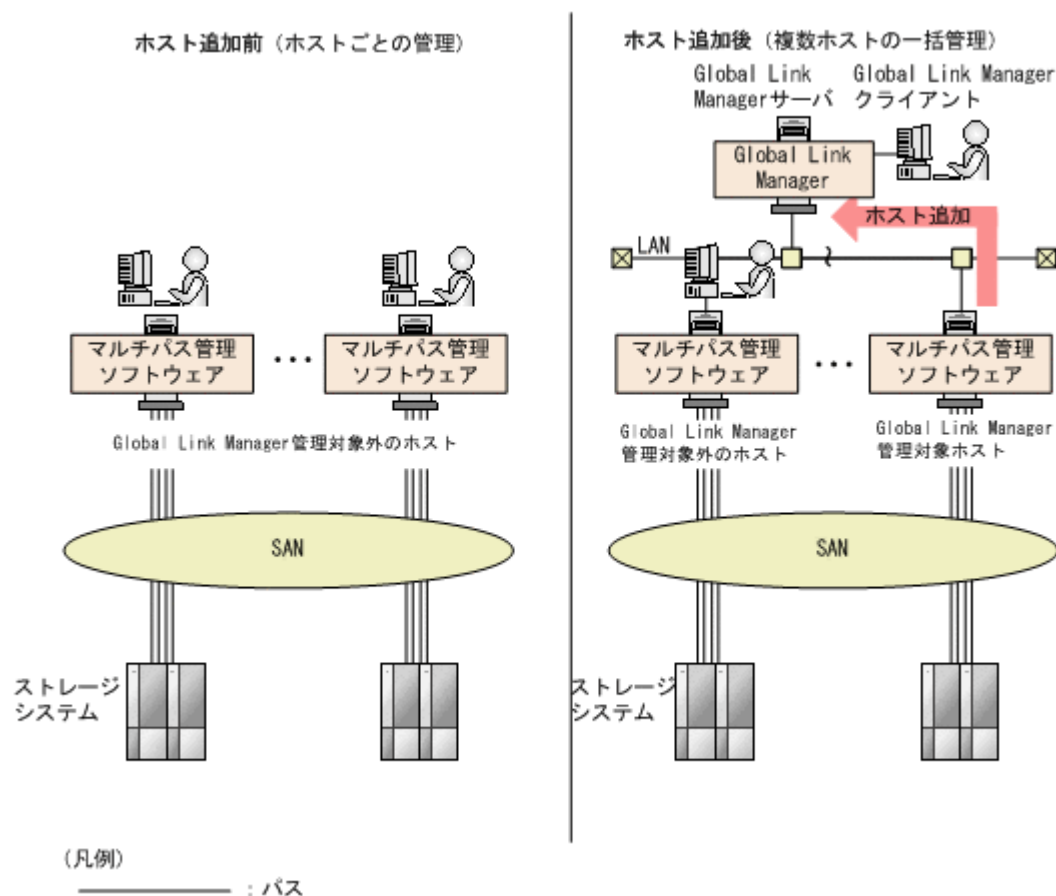 ホスト追加前（ホストごとの管理）
マルチパス管理
ソフトウェア
･･･
マルチパス管理
ソフトウェア
Global Link Manager管理対象外のホスト
SAN
ストレージ
システム
ホスト追加後（複数ホストの一括管理）
Global Link
Managerサーバ
Global Link Manager
クライアント
Global Link
Manager
ホスト追加
LAN
マルチパス管理
ソフトウェア
･･･
マルチパス管理
ソフトウェア
Global Link Manager
管理対象外のホスト
Global Link Manager
管理対象ホスト
SAN
ストレージ
システム
（凡例）
：パス